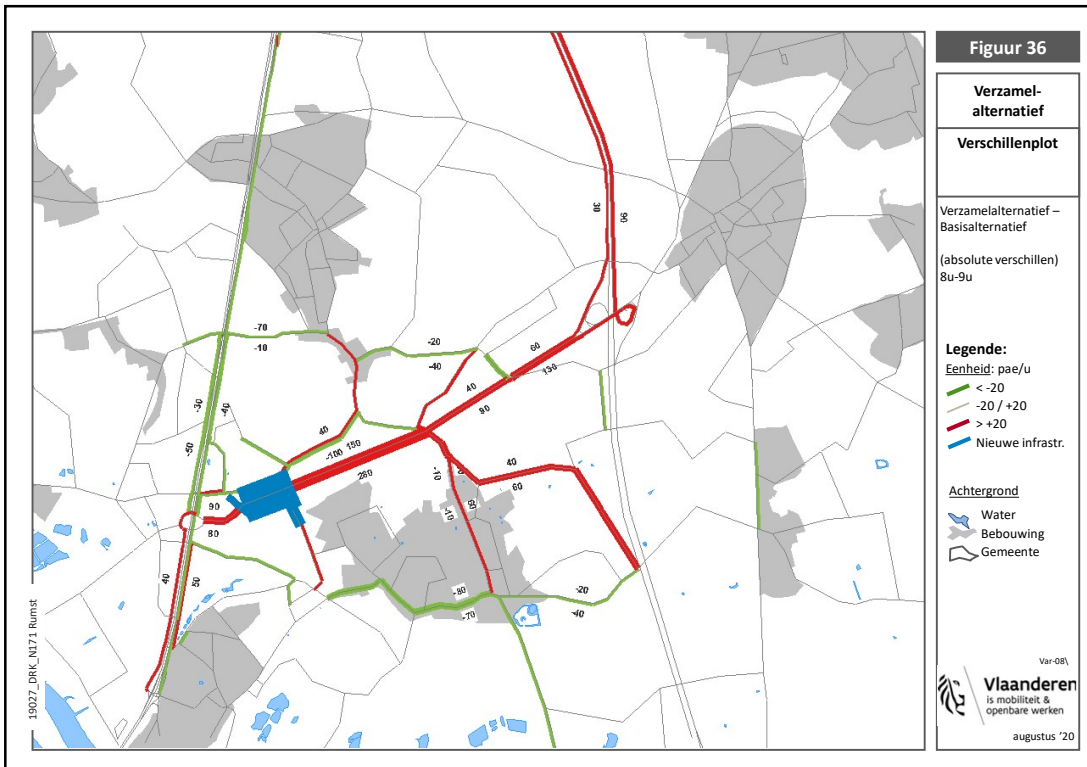 Figuur 36
Verzamel-
alternatief
Verschillenplot
Verzamelalternatief –
Basisalternatief
(absolute verschillen)
8u-9u
Legende:
Eenheid: pae/u
< -20
-20 / +20
> +20
Nieuwe infrastr.
Achtergrond
Water
Bebouwing
Gemeente
Var-08\
Vlaanderen
is mobiliteit &
openbare werken
augustus '20
19027_DRK_N171 Rumst
30
90
-70
-10
-20
-40
60
130
40
90
-30
-40
-50
40
-100
150
280
-10
-10
60
40
60
90
80
40
50
-80
-70
-20
-40